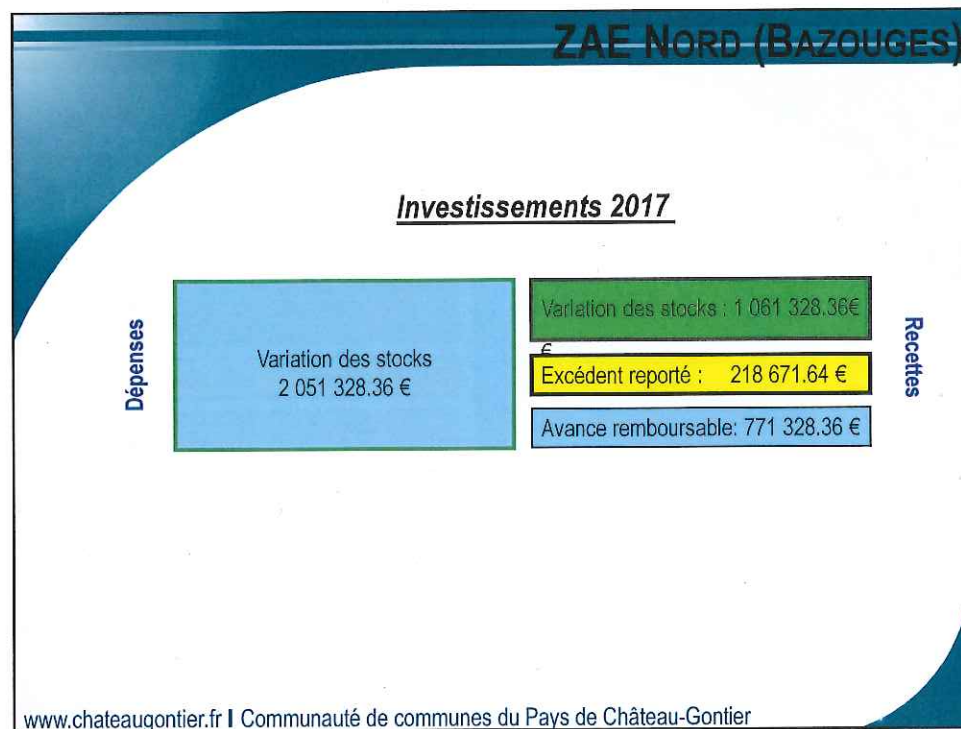 ZAE NORD (BAZOUGES)
Investissements 2017
Dépenses
Variation des stocks
2 051 328.36 €
Variation des stocks : 1 061 328.36€
€
Excédent reporté : 218 671.64 €
Avance remboursable: 771 328.36 €
Recettes
www.chateaugontier.fr I Communauté de communes du Pays de Château-Gontier